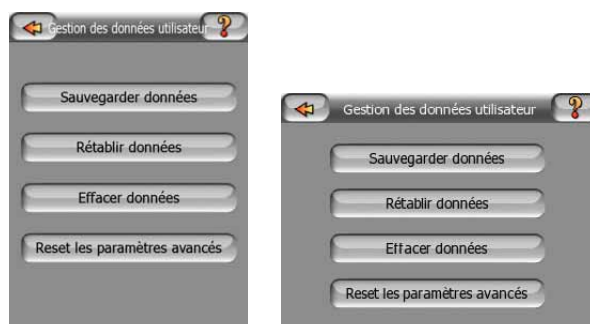 Gestion des données utilisateur
Sauvegarder données
Rétablir données
Effacer données
Reset les paramètres avancés
Gestion des données utilisateur
Sauvegarder données
Rétablir données
Effacer données
Reset les paramètres avancés